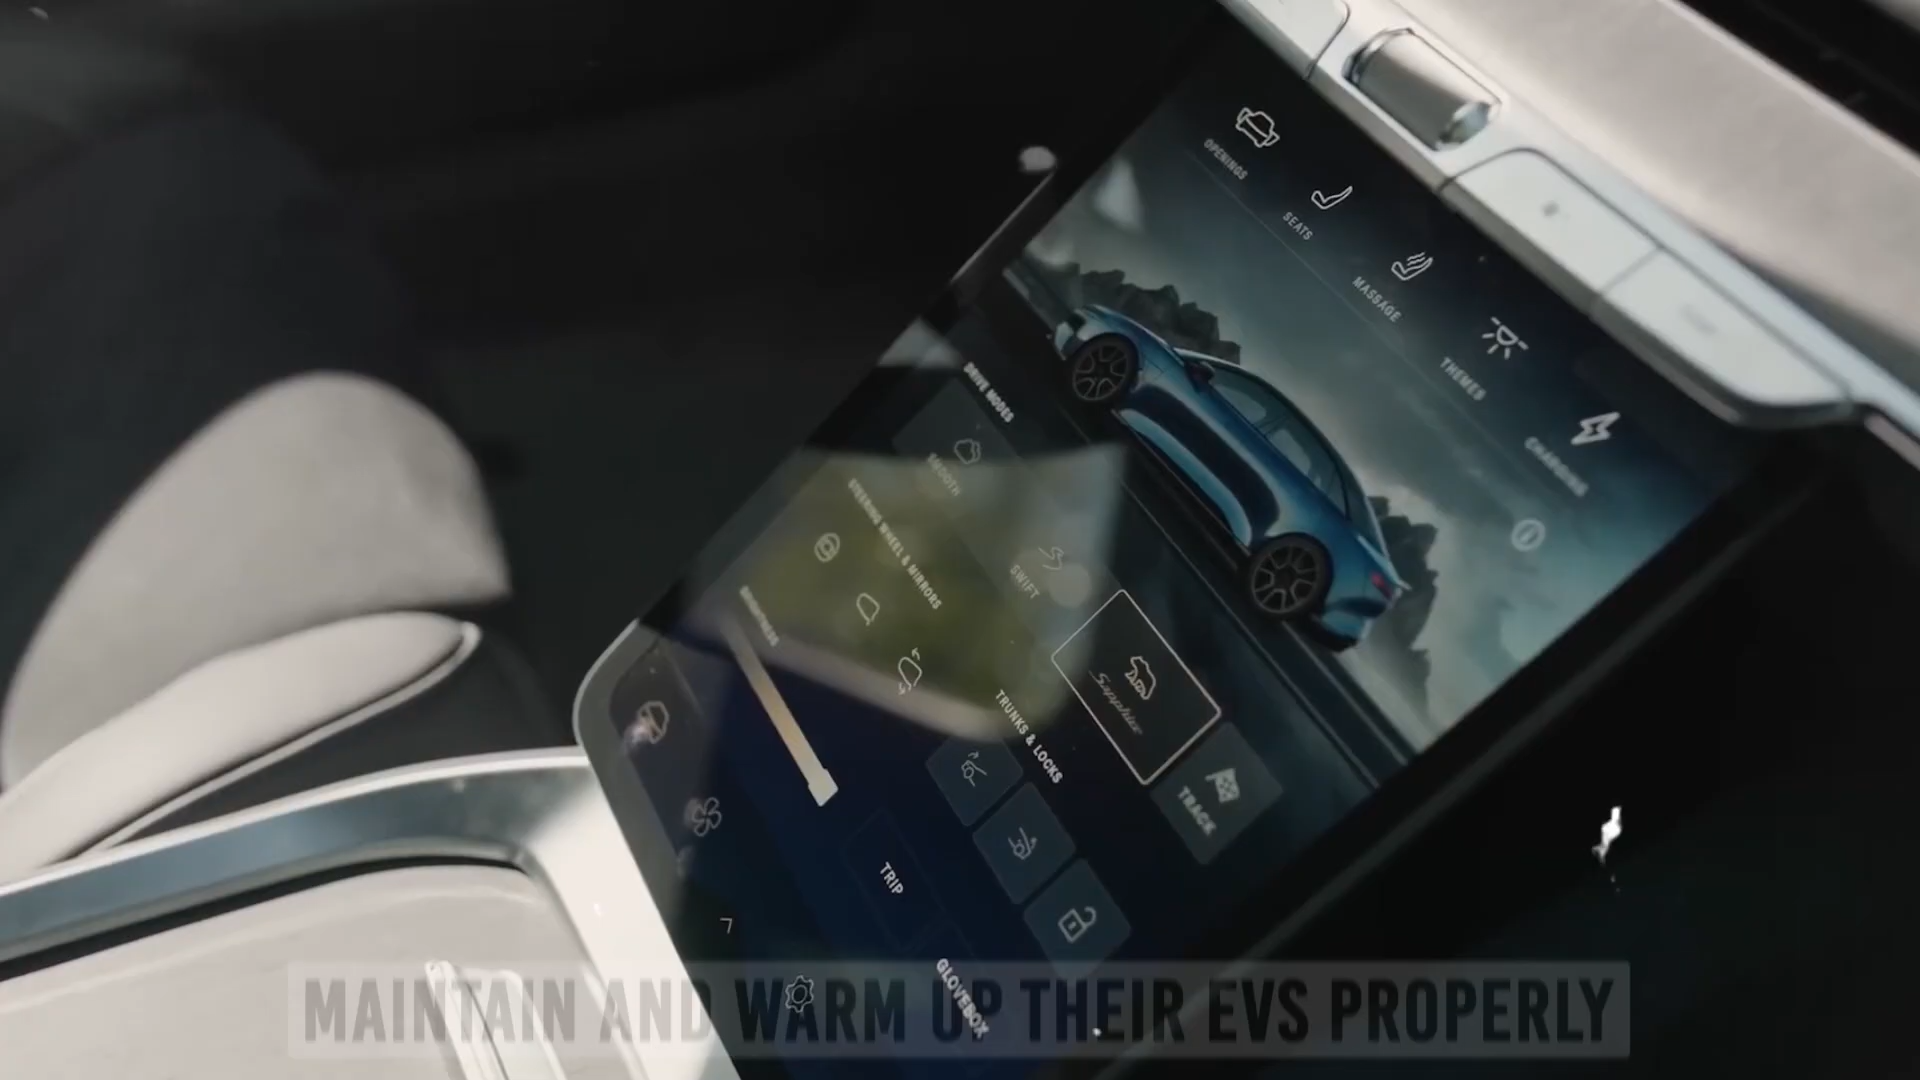 OPENINGS
SEATS
MASSAGE
THEMES
CHARGING
DRIVE MODES
SMOOTH
SWIFT
Sapphire
TRACK
STEERING WHEEL & MIRRORS
BRIGHTNESS
TRUNKS & LOCKS
TRIP
GLOVEBOX
MAINTAIN AND WARM UP THEIR EVS PROPERLY